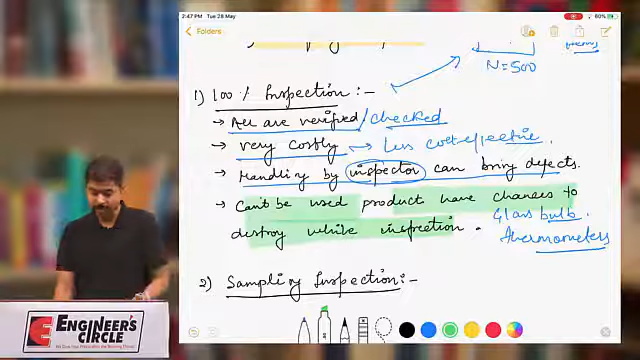 2:47 PM Tue 28 May
60%
Folders
N=500
1) 100% Inspection :-
→ All are verified / checked
→ Very Costly → Less cost effective.
→ Handling by inspector can bring defects.
→ Can't be used product have chances to
destroy while inspection.
Glass bulb.
Thermometers
2) Sampling Inspection :-
ENGINEER'S
CIRCLE